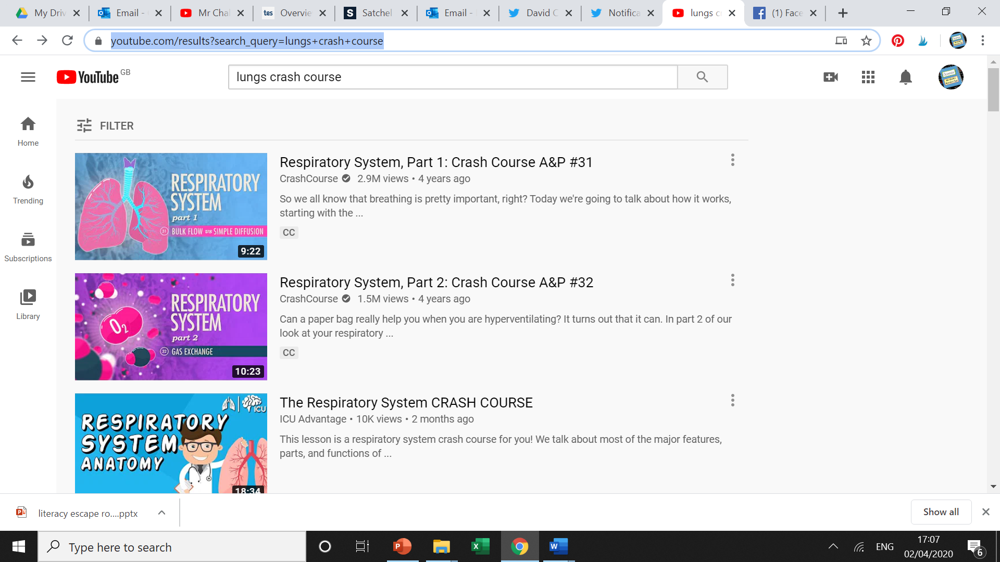 My Driv
Email -
Mr Chal
tes Overvie
S Satchel
Email -
David C
Notifica
lungs cr
(1) Face
youtube.com/results?search_query=lungs+crash+course
YouTube GB
lungs crash course
Home
Trending
Subscriptions
Library
FILTER
RESPIRATORY
SYSTEM
part 1
31 BULK FLOW vs SIMPLE DIFFUSION
9:22
Respiratory System, Part 1: Crash Course A&P #31
CrashCourse 2.9M views • 4 years ago
So we all know that breathing is pretty important, right? Today we're going to talk about how it works,
starting with the ...
CC
RESPIRATORY
SYSTEM
part 2
O2
32 GAS EXCHANGE
10:23
Respiratory System, Part 2: Crash Course A&P #32
CrashCourse 1.5M views • 4 years ago
Can a paper bag really help you when you are hyperventilating? It turns out that it can. In part 2 of our
look at your respiratory ...
CC
ICU
RESPIRATORY
SYSTEM
ANATOMY
18:34
The Respiratory System CRASH COURSE
ICU Advantage • 10K views • 2 months ago
This lesson is a respiratory system crash course for you! We talk about most of the major features,
parts, and functions of ...
literacy escape ro....pptx
Show all
Type here to search
ENG
17:07
02/04/2020
6